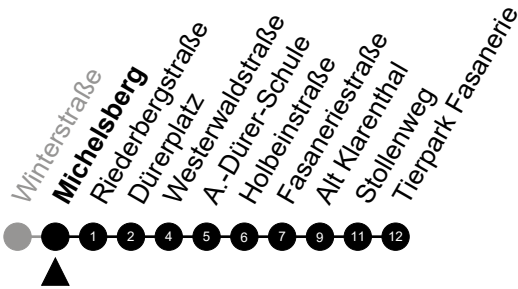 Winterstraße
Michelsberg
Riederbergstraße
Dürerplatz
Westerwaldstraße
A.-Dürer-Schule
Holbeinstraße
Fasaneriestraße
Alt Klarenthal
Stollenweg
Tierpark Fasanerie
1 2 4 5 6 7 9 11 12